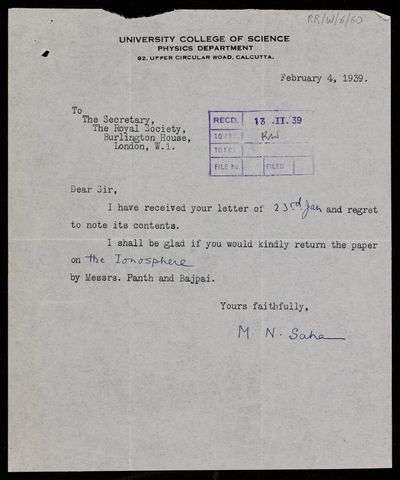 RR/W/6/60
UNIVERSITY COLLEGE OF SCIENCE
PHYSICS DEPARTMENT
92, UPPER CIRCULAR ROAD, CALCUTTA.
February 4, 1939.
To
The Secretary,
The Royal Society,
Burlington House,
London, W.1.
RECD. 13 .II.'39
RW
FILE No. FILED
Dear Sir,
I have received your letter of 23rd Jan and regret
to note its contents.
I shall be glad if you would kindly return the paper
on the Ionosphere
by Messrs. Panth and Bajpai.
Yours faithfully,
M. N. Saha